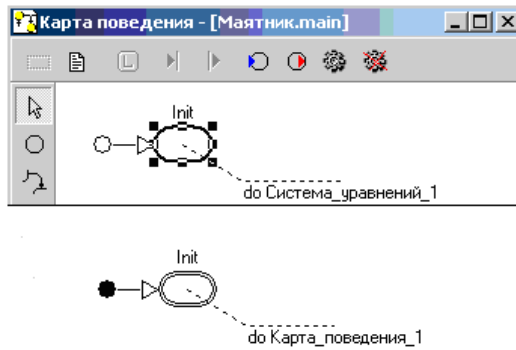 Карта поведения - [Маятник.main]
L
Init
do Система_уравнений_1
Init
do Карта_поведения_1